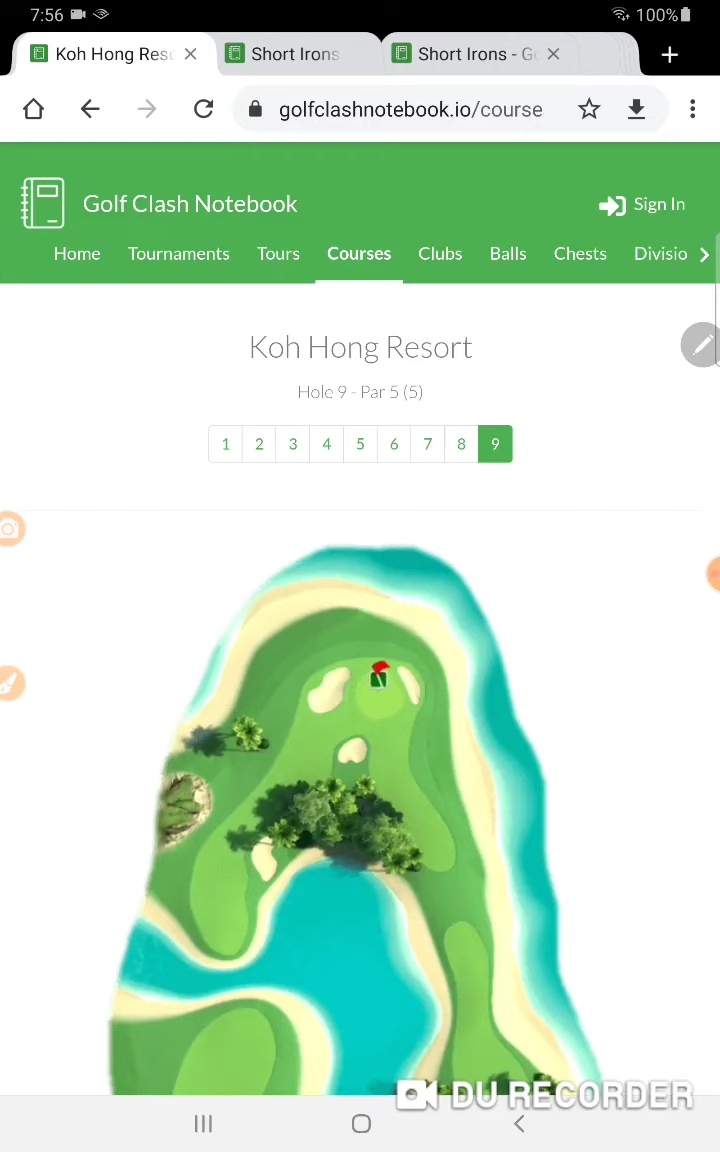 7:56 100%
Koh Hong Resc Short Irons Short Irons - G
golfclashnotebook.io/course
Golf Clash Notebook Sign In
Home Tournaments Tours Courses Clubs Balls Chests Divisio
Koh Hong Resort
Hole 9 - Par 5 (5)
1 2 3 4 5 6 7 8 9
DU RECORDER